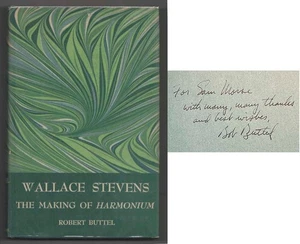 WALLACE STEVENS
THE MAKING OF HARMONIUM
ROBERT BUTTEL
for Sam Morse
with many, many thanks
and best wishes,
Bob Buttel